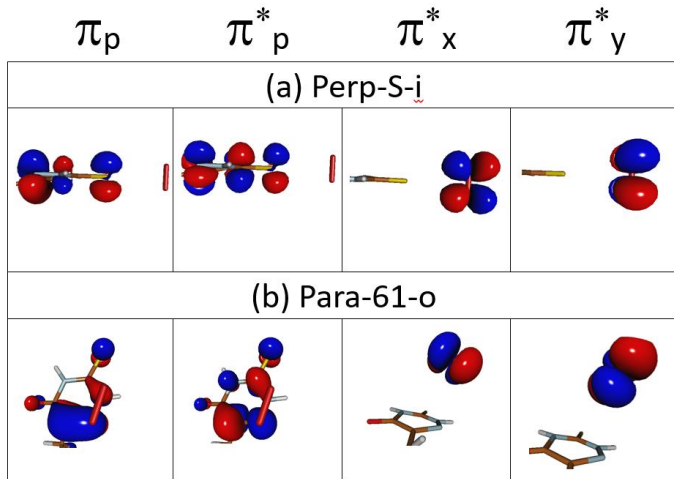 πp π*p π*x π*y
(a) Perp-S-i
(b) Para-61-o